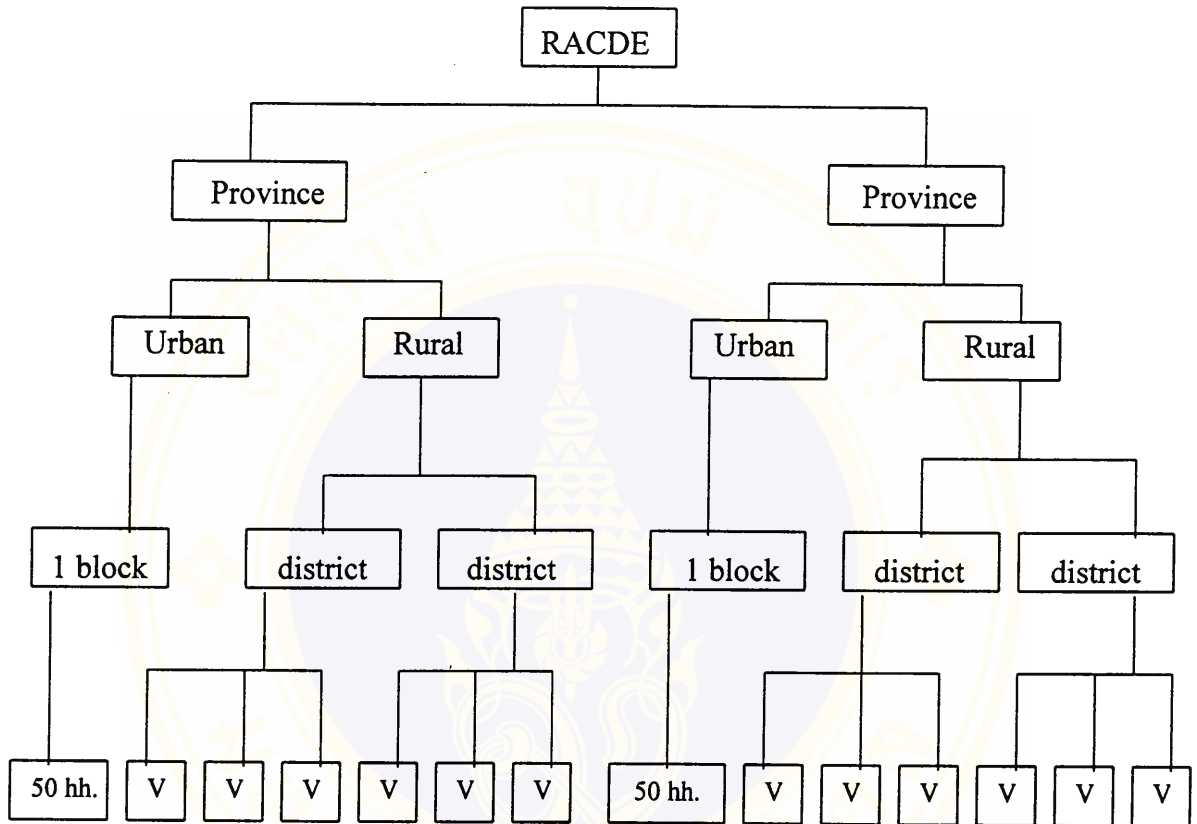 RACDE
Province Province
Urban Rural Urban Rural
1 block district district 1 block district district
50 hh. V V V V V V 50 hh. V V V V V V